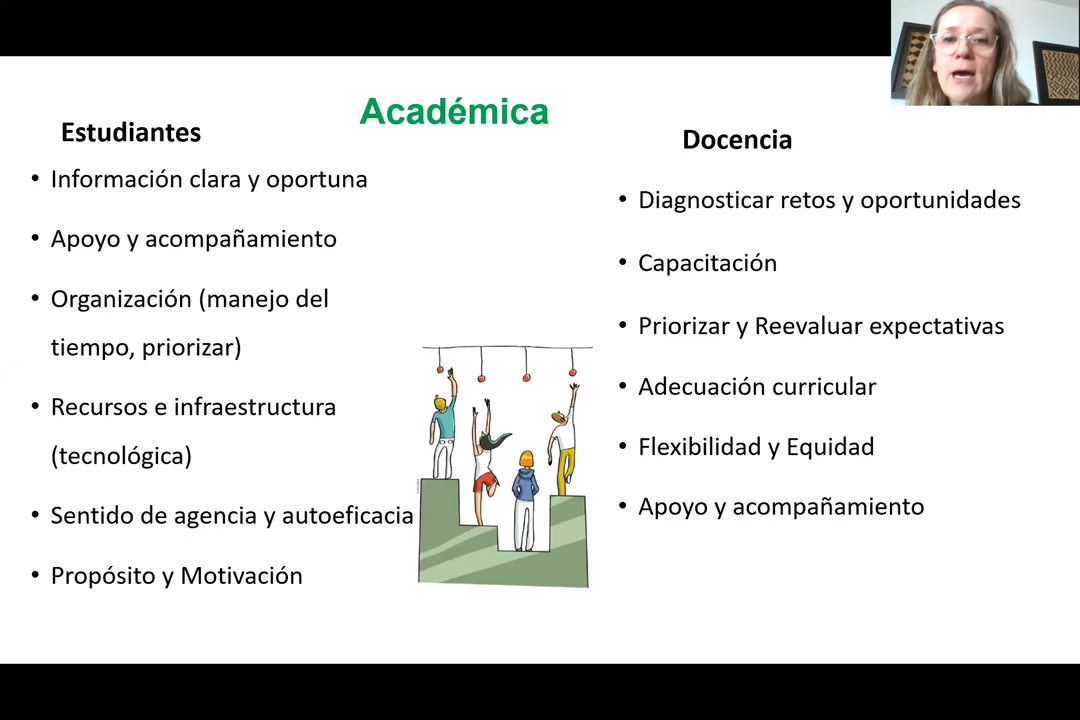 Académica
Estudiantes
• Información clara y oportuna
• Apoyo y acompañamiento
• Organización (manejo del
tiempo, priorizar)
• Recursos e infraestructura
(tecnológica)
• Sentido de agencia y autoeficacia
• Propósito y Motivación
Docencia
• Diagnosticar retos y oportunidades
• Capacitación
• Priorizar y Reevaluar expectativas
• Adecuación curricular
• Flexibilidad y Equidad
• Apoyo y acompañamiento